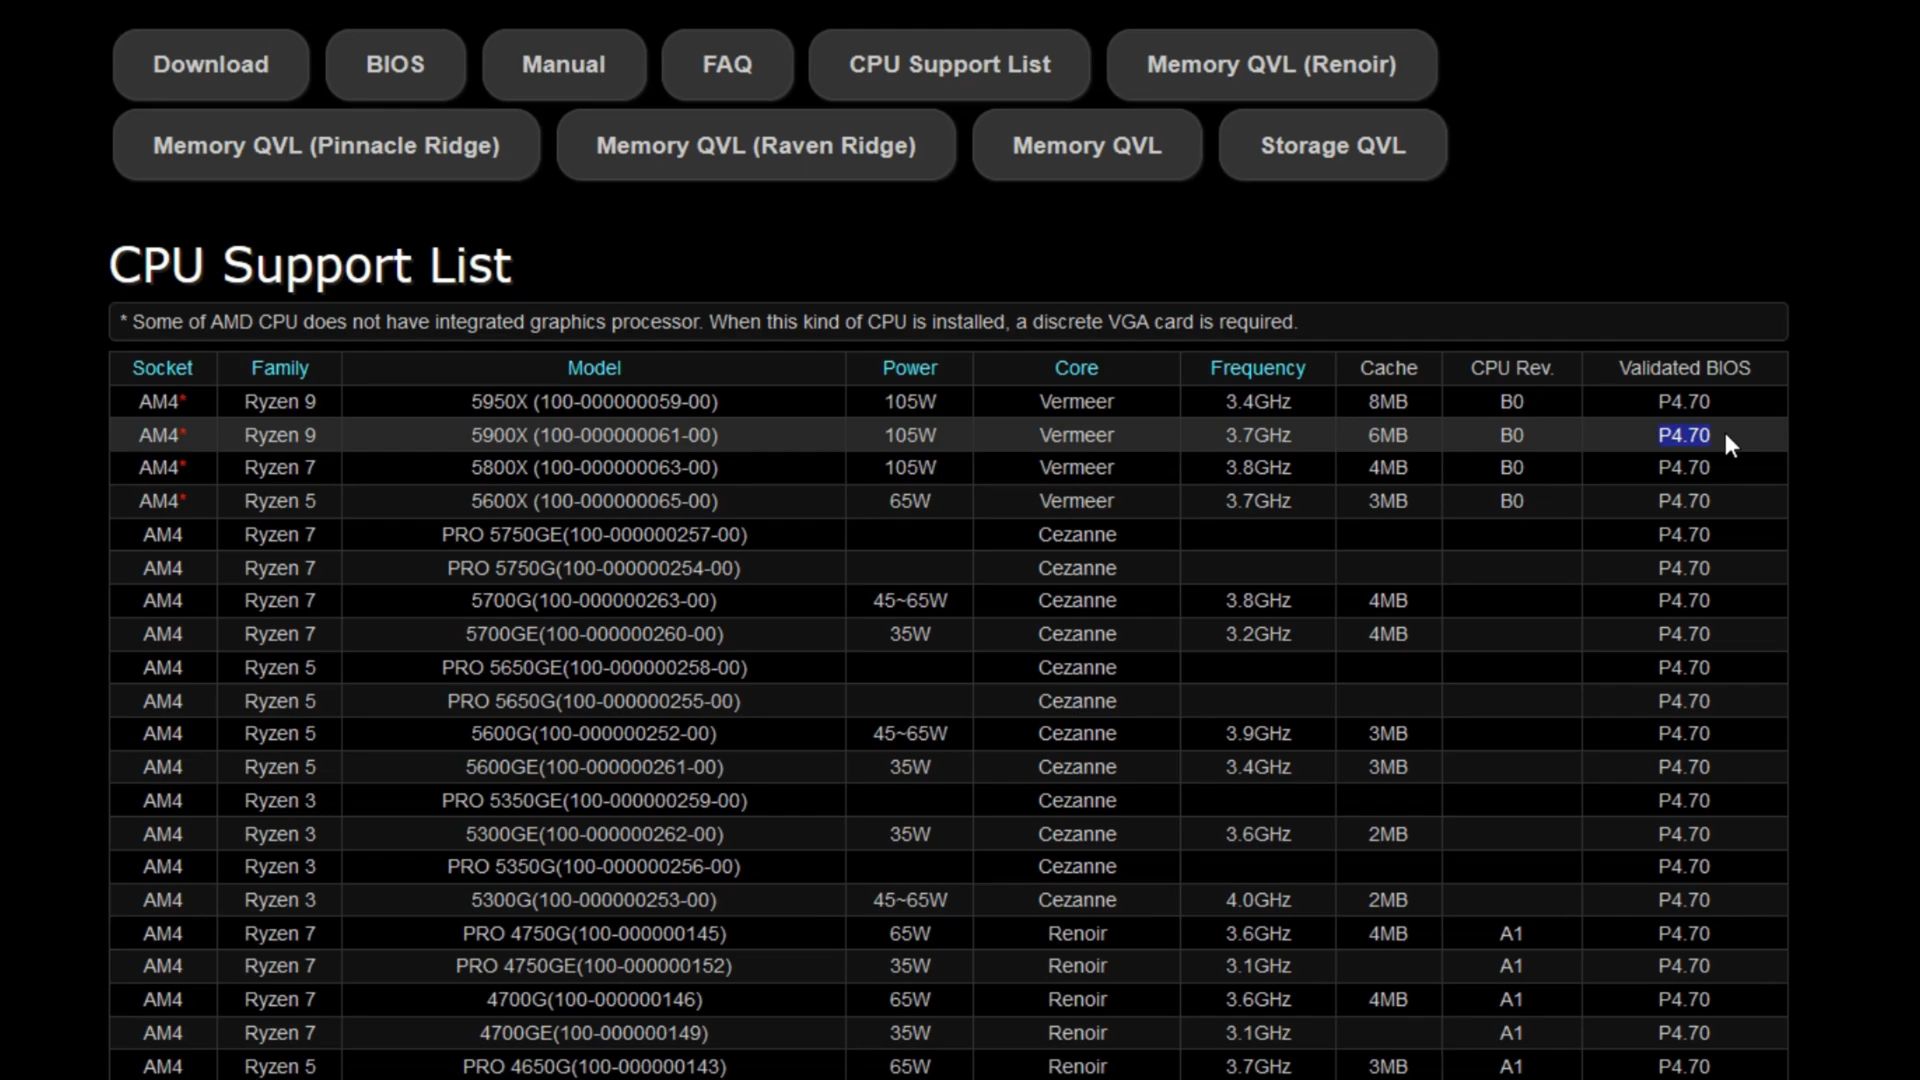 Download BIOS Manual FAQ CPU Support List Memory QVL (Renoir)
Memory QVL (Pinnacle Ridge) Memory QVL (Raven Ridge) Memory QVL Storage QVL
CPU Support List
* Some of AMD CPU does not have integrated graphics processor. When this kind of CPU is installed, a discrete VGA card is required.
Socket Family Model Power Core Frequency Cache CPU Rev. Validated BIOS
AM4* Ryzen 9 5950X (100-000000059-00) 105W Vermeer 3.4GHz 8MB B0 P4.70
AM4* Ryzen 9 5900X (100-000000061-00) 105W Vermeer 3.7GHz 6MB B0 P4.70
AM4* Ryzen 7 5800X (100-000000063-00) 105W Vermeer 3.8GHz 4MB B0 P4.70
AM4* Ryzen 5 5600X (100-000000065-00) 65W Vermeer 3.7GHz 3MB B0 P4.70
AM4 Ryzen 7 PRO 5750GE(100-000000257-00) Cezanne P4.70
AM4 Ryzen 7 PRO 5750G(100-000000254-00) Cezanne P4.70
AM4 Ryzen 7 5700G(100-000000263-00) 45~65W Cezanne 3.8GHz 4MB P4.70
AM4 Ryzen 7 5700GE(100-000000260-00) 35W Cezanne 3.2GHz 4MB P4.70
AM4 Ryzen 5 PRO 5650GE(100-000000258-00) Cezanne P4.70
AM4 Ryzen 5 PRO 5650G(100-000000255-00) Cezanne P4.70
AM4 Ryzen 5 5600G(100-000000252-00) 45~65W Cezanne 3.9GHz 3MB P4.70
AM4 Ryzen 5 5600GE(100-000000261-00) 35W Cezanne 3.4GHz 3MB P4.70
AM4 Ryzen 3 PRO 5350GE(100-000000259-00) Cezanne P4.70
AM4 Ryzen 3 5300GE(100-000000262-00) 35W Cezanne 3.6GHz 2MB P4.70
AM4 Ryzen 3 PRO 5350G(100-000000256-00) Cezanne P4.70
AM4 Ryzen 3 5300G(100-000000253-00) 45~65W Cezanne 4.0GHz 2MB P4.70
AM4 Ryzen 7 PRO 4750G(100-000000145) 65W Renoir 3.6GHz 4MB A1 P4.70
AM4 Ryzen 7 PRO 4750GE(100-000000152) 35W Renoir 3.1GHz A1 P4.70
AM4 Ryzen 7 4700G(100-000000146) 65W Renoir 3.6GHz 4MB A1 P4.70
AM4 Ryzen 7 4700GE(100-000000149) 35W Renoir 3.1GHz A1 P4.70
AM4 Ryzen 5 PRO 4650G(100-000000143) 65W Renoir 3.7GHz 3MB A1 P4.70